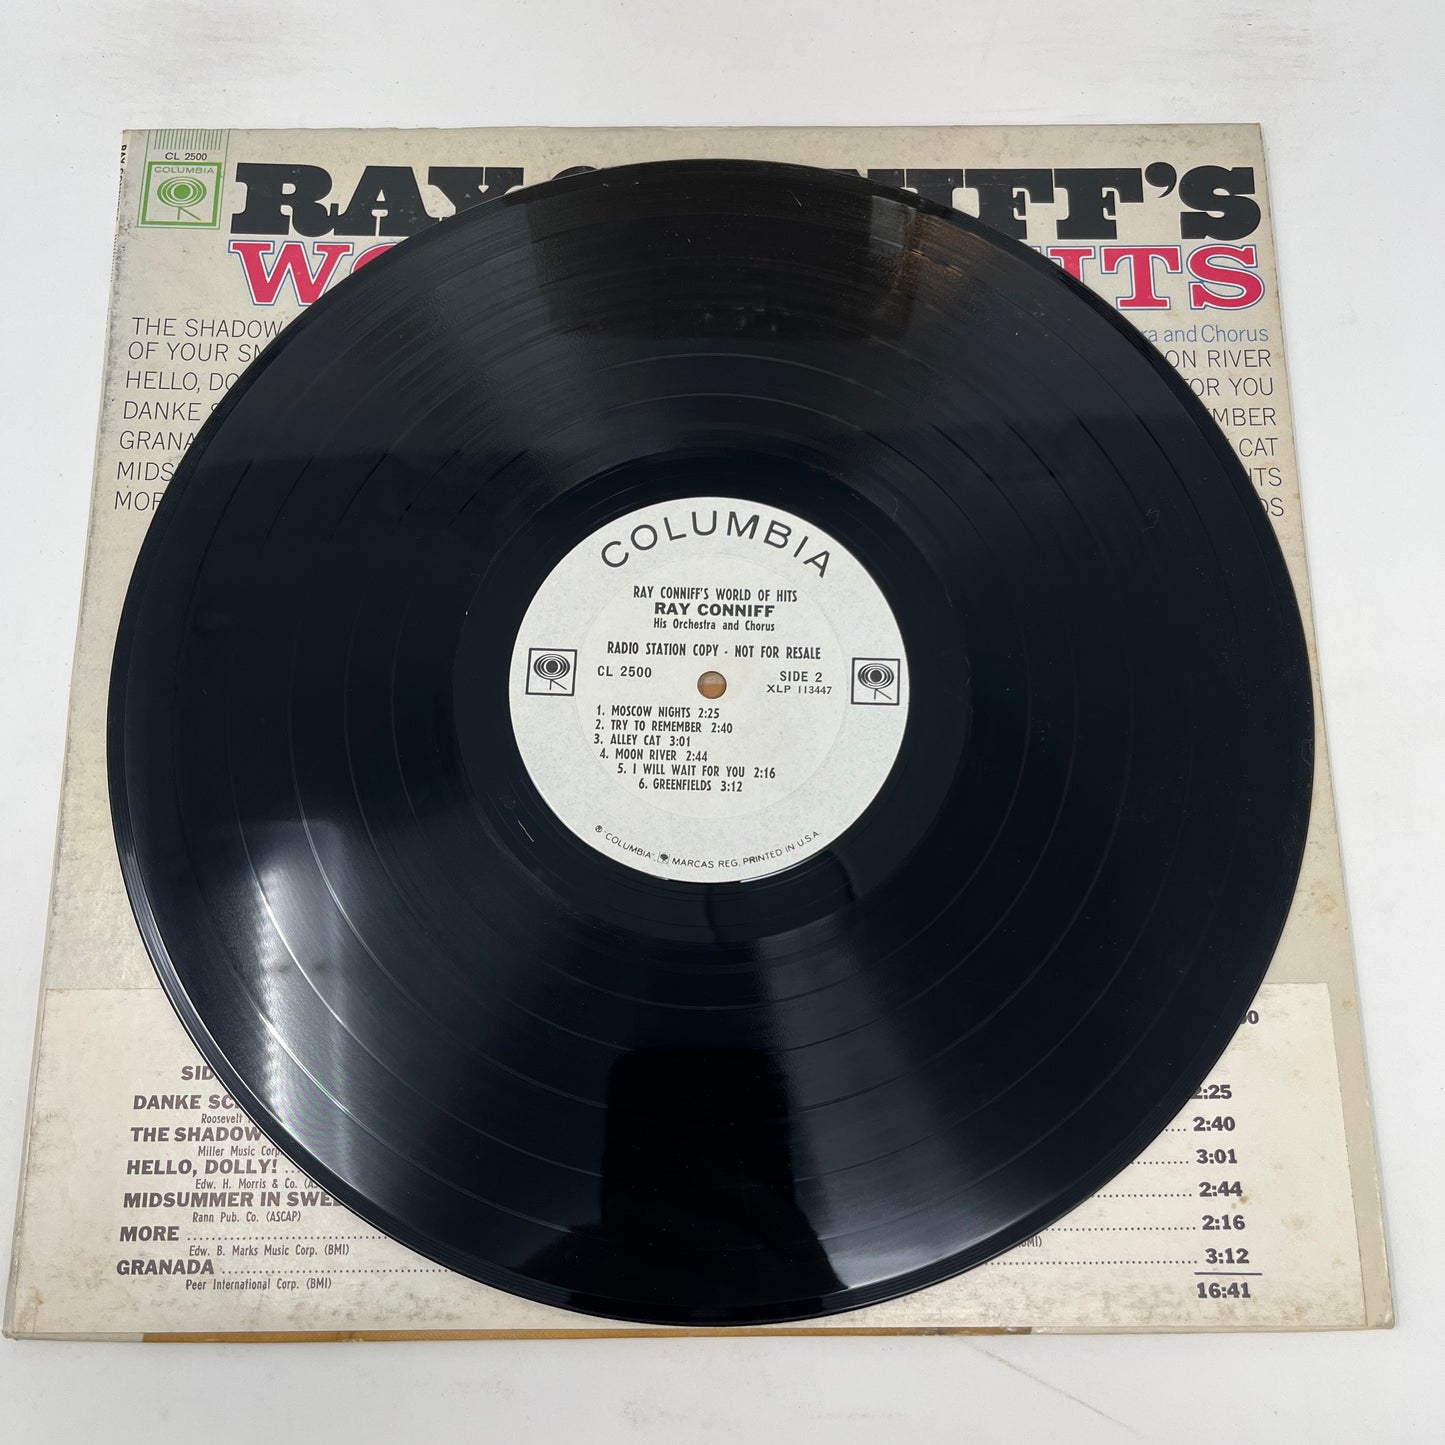 CL 2500
COLUMBIA
RAY
WO
HITS
ra and Chorus
THE SHADOW
OF YOUR SM
HELLO, DO
DANKE
GRANA
MIDS
MOR
ON RIVER
FOR YOU
MBER
CAT
HTS
DS
COLUMBIA
RAY CONNIFF'S WORLD OF HITS
RAY CONNIFF
His Orchestra and Chorus
RADIO STATION COPY - NOT FOR RESALE
CL 2500 SIDE 2
XLP 113447
1. MOSCOW NIGHTS 2:25
2. TRY TO REMEMBER 2:40
3. ALLEY CAT 3:01
4. MOON RIVER 2:44
5. I WILL WAIT FOR YOU 2:16
6. GREENFIELDS 3:12
® "COLUMBIA", MARCAS REG. PRINTED IN U.S.A.
SID
DANKE SC
Roosevelt
THE SHADOW
Miller Music Corp
HELLO, DOLLY!
Edw. H. Morris & Co.
MIDSUMMER IN SWE
Rann Pub. Co. (ASCAP)
MORE
Edw. B. Marks Music Corp. (BMI)
GRANADA
Peer International Corp. (BMI)
2:25
2:40
3:01
2:44
2:16
3:12
16:41